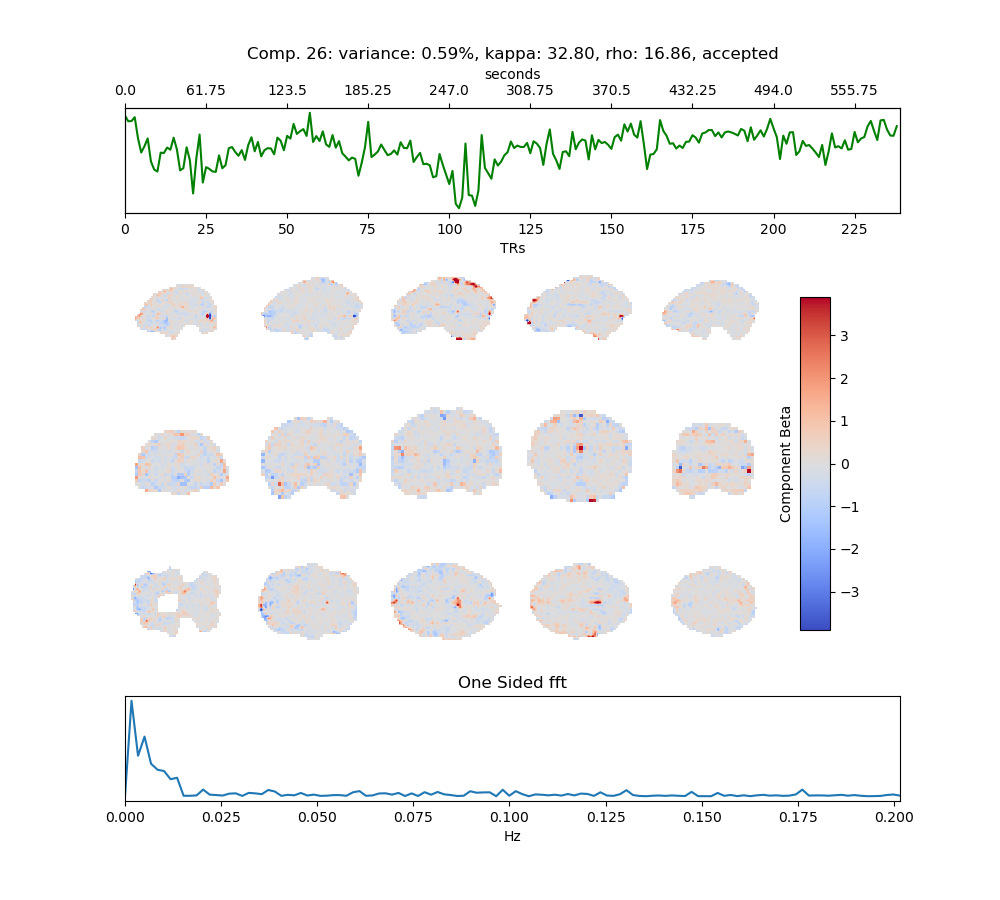 Comp. 26: variance: 0.59%, kappa: 32.80, rho: 16.86, accepted
seconds
0.0 61.75 123.5 185.25 247.0 308.75 370.5 432.25 494.0 555.75
0 25 50 75 100 125 150 175 200 225
TRs
3
2
1
0
−1
−2
−3
Component Beta
One Sided fft
0.000 0.025 0.050 0.075 0.100 0.125 0.150 0.175 0.200
Hz